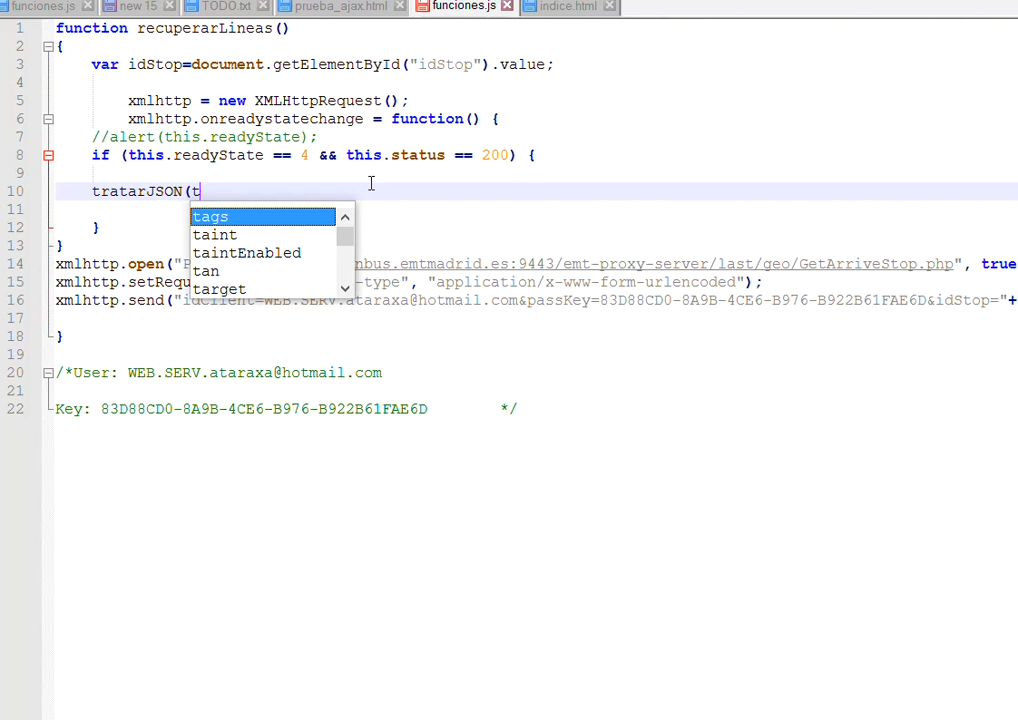 funciones.js new 15 TODO.txt prueba_ajax.html funciones.js indice.html
1 function recuperarLineas()
2 {
3 var idStop=document.getElementById("idStop").value;
4
5 xmlhttp = new XMLHttpRequest();
6 xmlhttp.onreadystatechange = function() {
7 //alert(this.readyState);
8 if (this.readyState == 4 && this.status == 200) {
9
10 tratarJSON(t
11
tags
12 }
taint
13 }
taintEnabled
14 xmlhttp.open(" nbus.emtmadrid.es:9443/emt-proxy-server/last/geo/GetArriveStop.php", true
tan
15 xmlhttp.setRequ -type", "application/x-www-form-urlencoded");
target
16 xmlhttp.send("idClient=WEB.SERV.ataraxa@hotmail.com&passKey=83D88CD0-8A9B-4CE6-B976-B922B61FAE6D&idStop="+
17
18 }
19
20 /*User: WEB.SERV.ataraxa@hotmail.com
21
22 Key: 83D88CD0-8A9B-4CE6-B976-B922B61FAE6D */